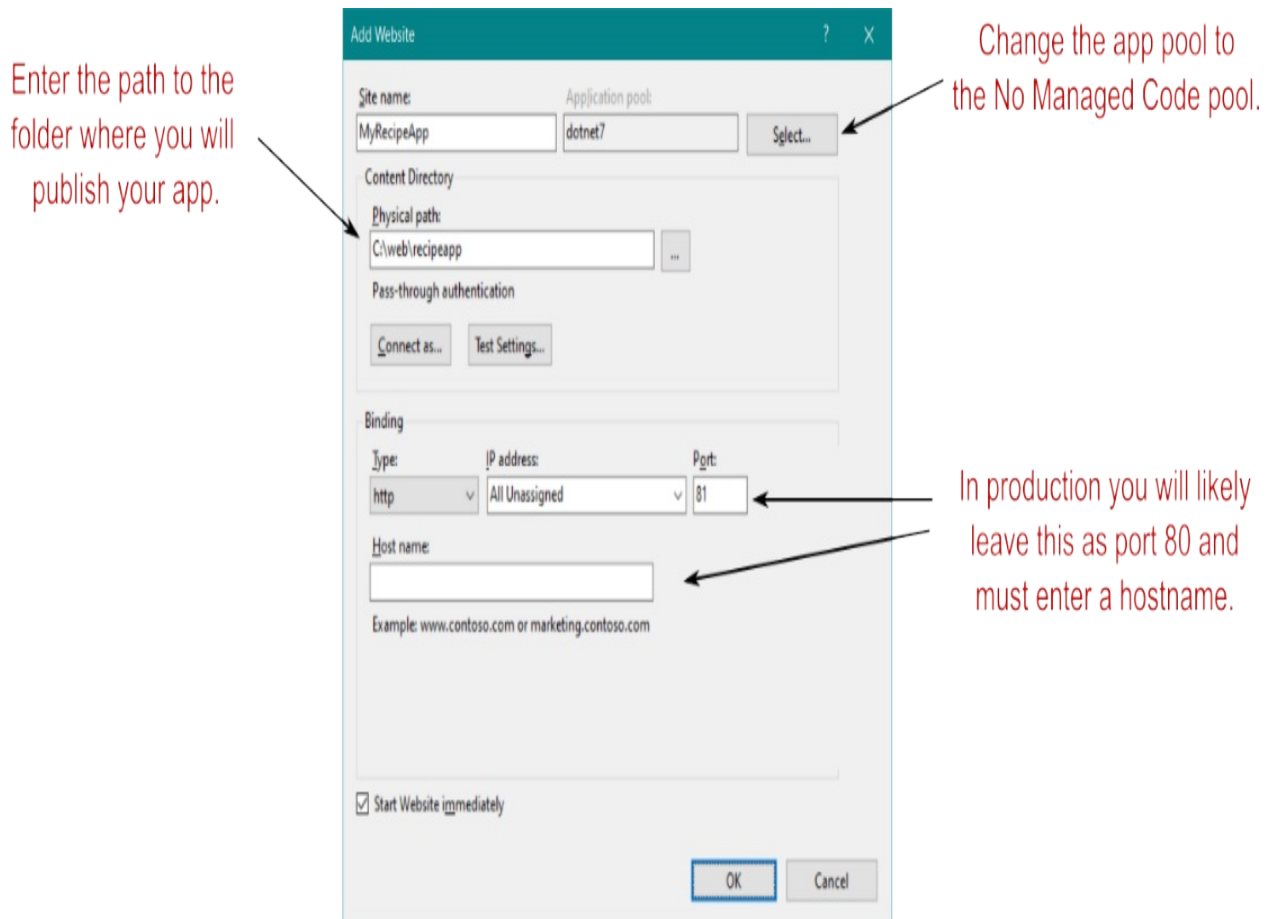 Add Website
?
X
Enter the path to the
folder where you will
publish your app.
Change the app pool to
the No Managed Code pool.
Site name:
Application pool:
MyRecipeApp
dotnet7
Select...
Content Directory
Physical path:
C:\web\recipeapp
...
Pass-through authentication
Connect as...
Test Settings...
Binding
Type:
IP address:
Port:
http
All Unassigned
81
In production you will likely
leave this as port 80 and
must enter a hostname.
Host name:
Example: www.contoso.com or marketing.contoso.com
Start Website immediately
OK
Cancel